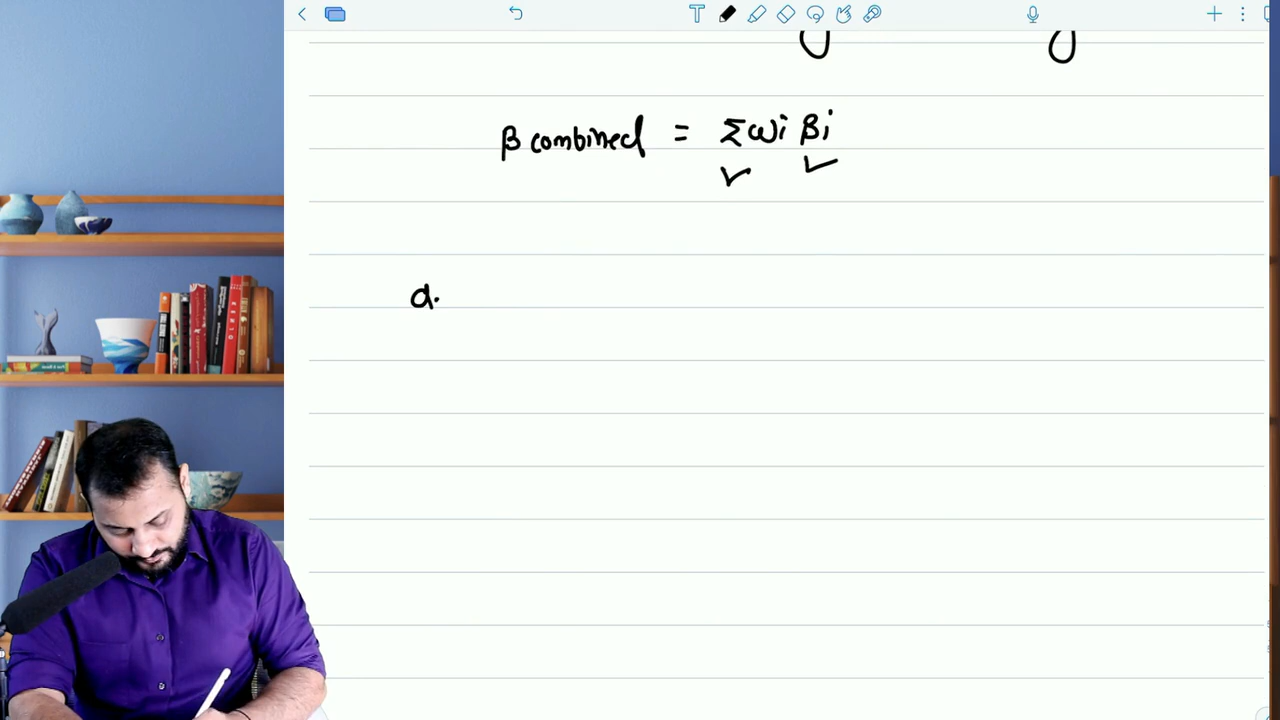 β combined = Σωi βi
a.